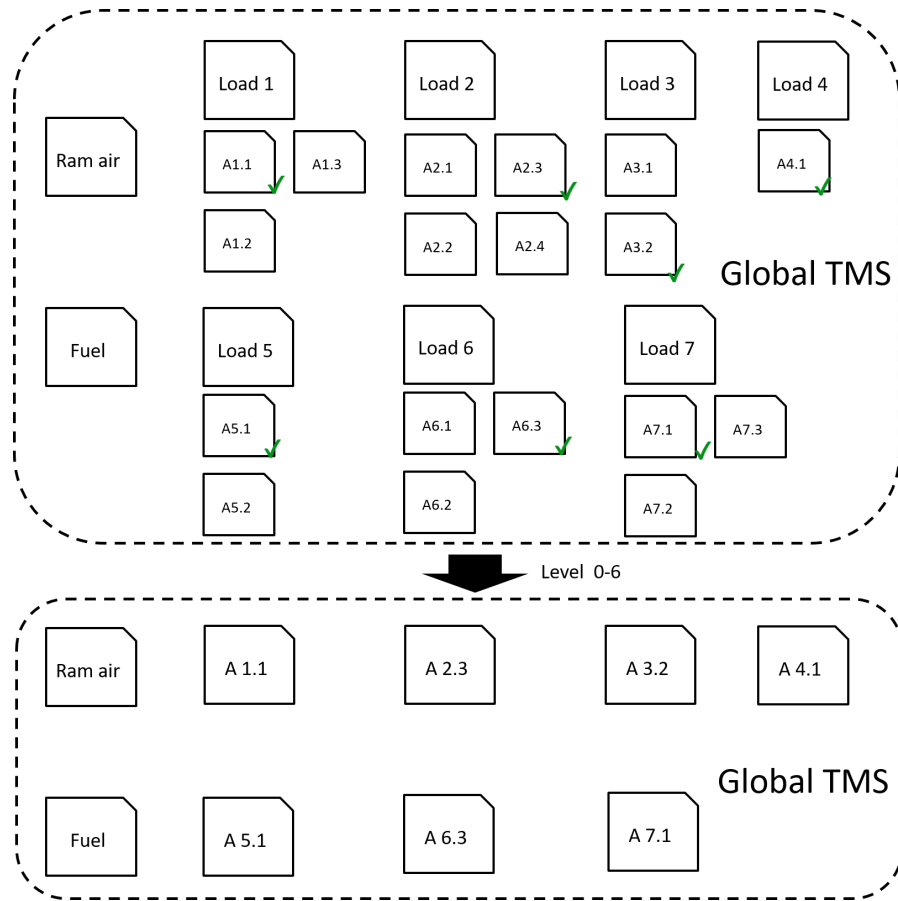 Load 1
Load 2
Load 3
Load 4
Ram air
A1.1
A1.3
A2.1
A2.3
A3.1
A4.1
A1.2
A2.2
A2.4
A3.2
Global TMS
Fuel
Load 5
Load 6
Load 7
A5.1
A6.1
A6.3
A7.1
A7.3
A5.2
A6.2
A7.2
Level 0-6
Ram air
A 1.1
A 2.3
A 3.2
A 4.1
Global TMS
Fuel
A 5.1
A 6.3
A 7.1